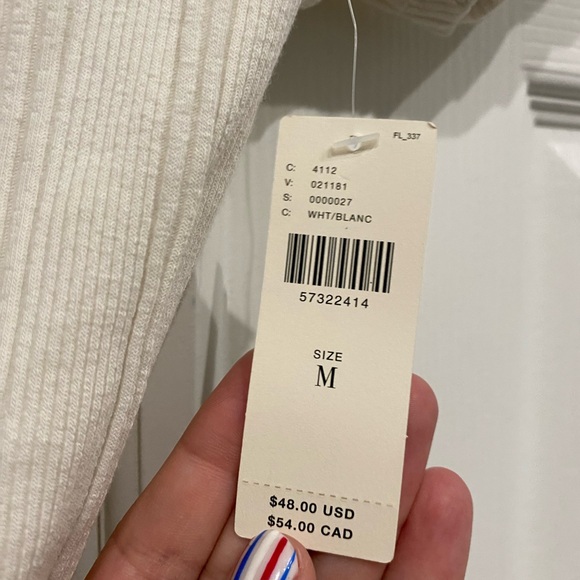 FL_337
C: 4112
V: 021181
S: 0000027
C: WHT/BLANC
57322414
SIZE
M
$48.00 USD
$54.00 CAD